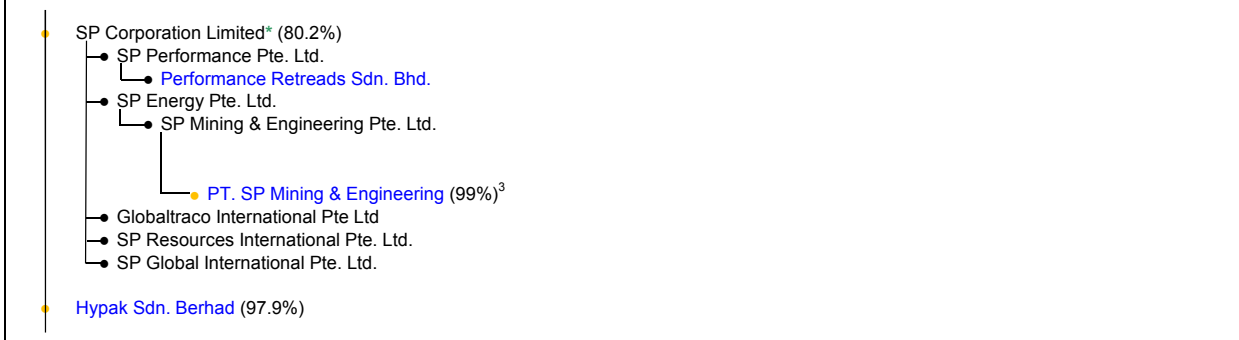 SP Corporation Limited* (80.2%)
SP Performance Pte. Ltd.
Performance Retreads Sdn. Bhd.
SP Energy Pte. Ltd.
SP Mining & Engineering Pte. Ltd.
PT. SP Mining & Engineering (99%)3
Globaltraco International Pte Ltd
SP Resources International Pte. Ltd.
SP Global International Pte. Ltd.
Hypak Sdn. Berhad (97.9%)